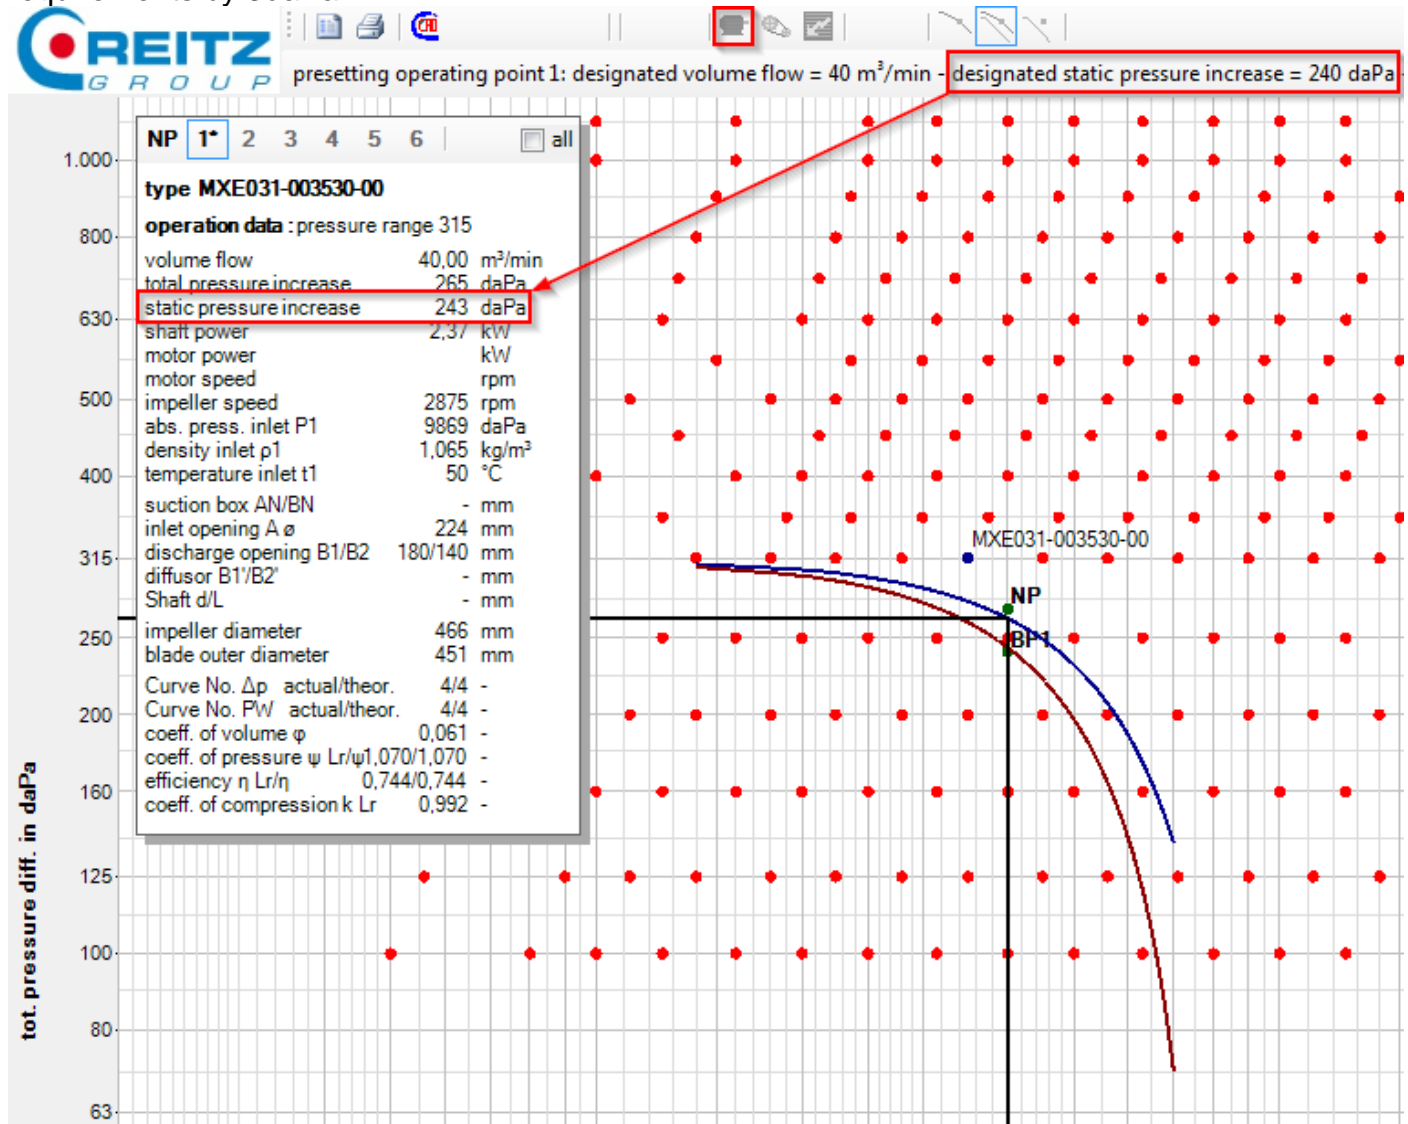 REITZ
GROUP
CAD
presetting operating point 1: designated volume flow = 40 m³/min - designated static pressure increase = 240 daPa
NP 1* 2 3 4 5 6 all
type MXE031-003530-00
operation data : pressure range 315
volume flow 40,00 m³/min
total pressure increase 265 daPa
static pressure increase 243 daPa
shaft power 2,37 kW
motor power kW
motor speed rpm
impeller speed 2875 rpm
abs. press. inlet P1 9869 daPa
density inlet ρ1 1,065 kg/m³
temperature inlet t1 50 °C
suction box AN/BN - mm
inlet opening A ø 224 mm
discharge opening B1/B2 180/140 mm
diffusor B1'/B2' - mm
Shaft d/L - mm
impeller diameter 466 mm
blade outer diameter 451 mm
Curve No. Δp actual/theor. 4/4 -
Curve No. PW actual/theor. 4/4 -
coeff. of volume φ 0,061 -
coeff. of pressure ψ Lr/ψ 1,070/1,070 -
efficiency η Lr/η 0,744/0,744 -
coeff. of compression k Lr 0,992 -
1.000
800
630
500
400
315
250
200
160
125
100
80
63
tot. pressure diff. in daPa
MXE031-003530-00
NP
BP1